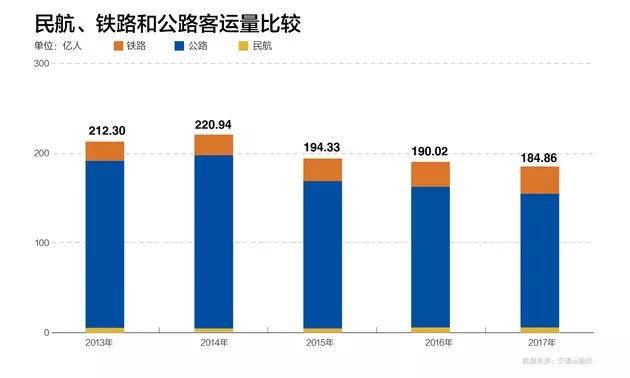 民航、铁路和公路客运量比较
单位：亿人 铁路 公路 民航
300
212.30 220.94 194.33 190.02 184.86
200
100
0
2013年 2014年 2015年 2016年 2017年
数据来源：交通运输部